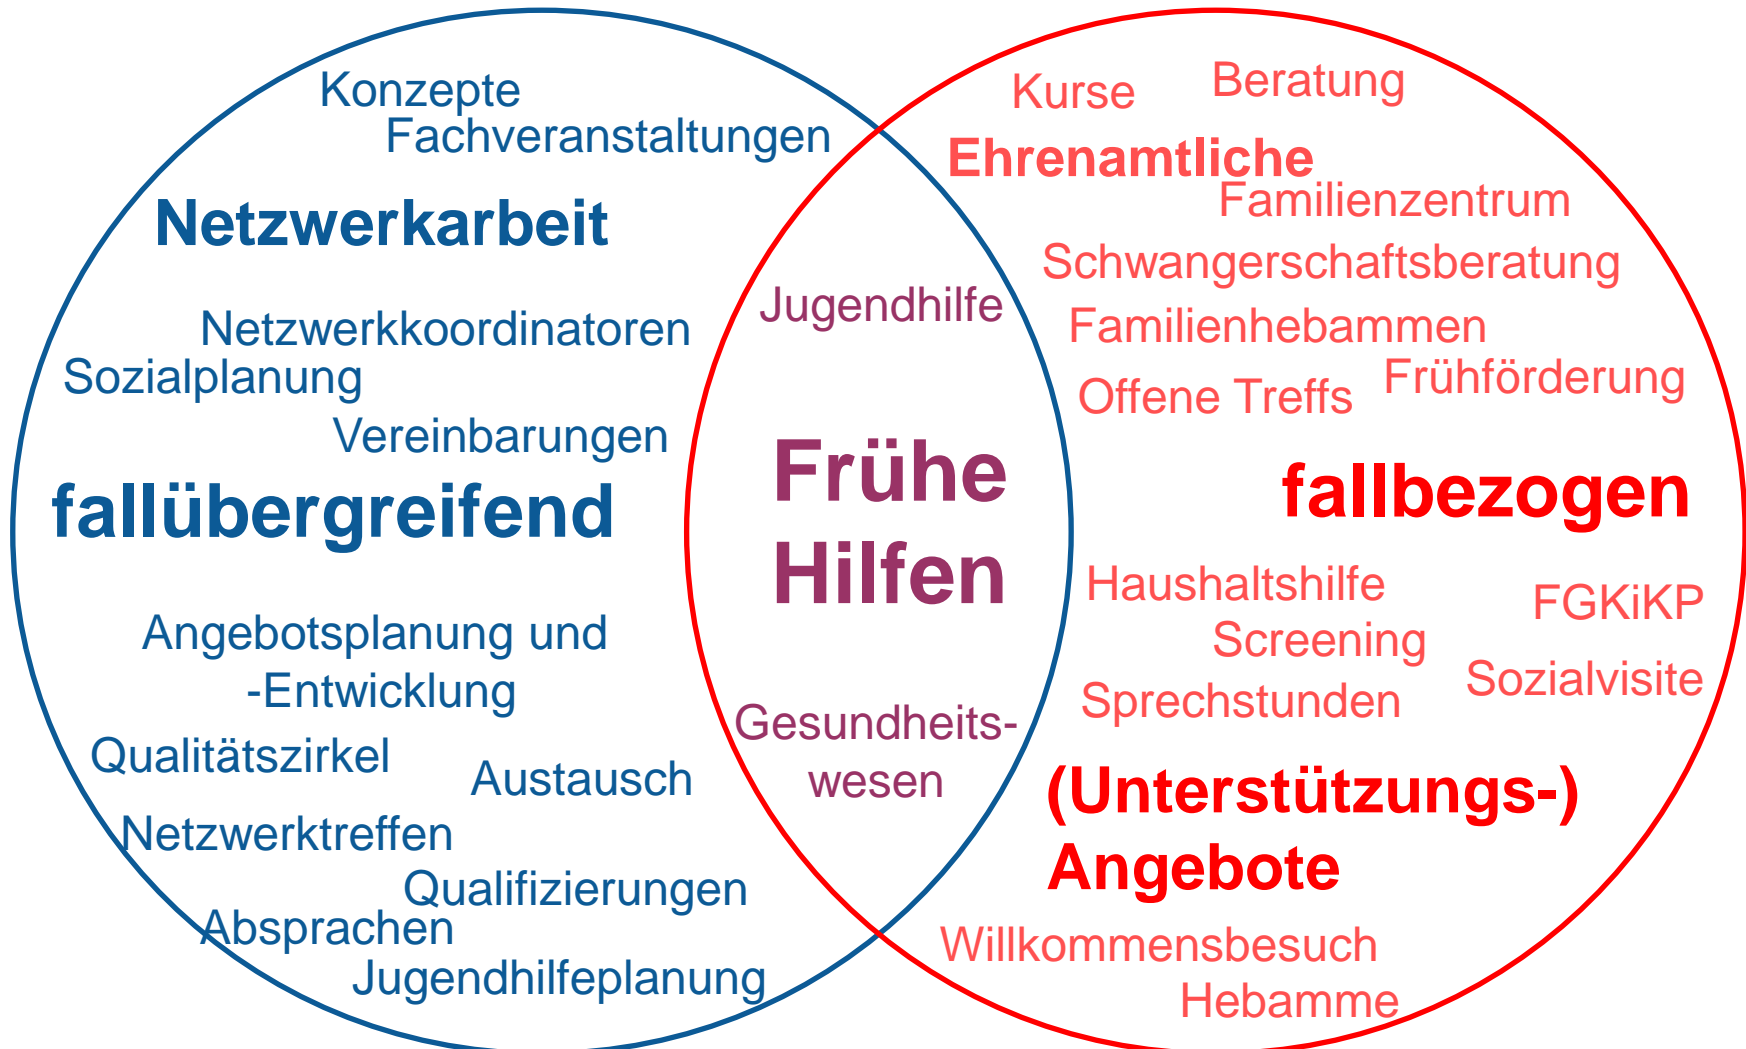 Konzepte
Fachveranstaltungen
Netzwerkarbeit
Netzwerkkoordinatoren
Sozialplanung
Vereinbarungen
fallübergreifend
Angebotsplanung und
-Entwicklung
Qualitätszirkel
Austausch
Netzwerktreffen
Qualifizierungen
Absprachen
Jugendhilfeplanung
Jugendhilfe
Frühe
Hilfen
Gesundheits-
wesen
Kurse
Beratung
Ehrenamtliche
Familienzentrum
Schwangerschaftsberatung
Familienhebammen
Offene Treffs
Frühförderung
fallbezogen
Haushaltshilfe
FGKiKP
Screening
Sozialvisite
Sprechstunden
(Unterstützungs-)
Angebote
Willkommensbesuch
Hebamme